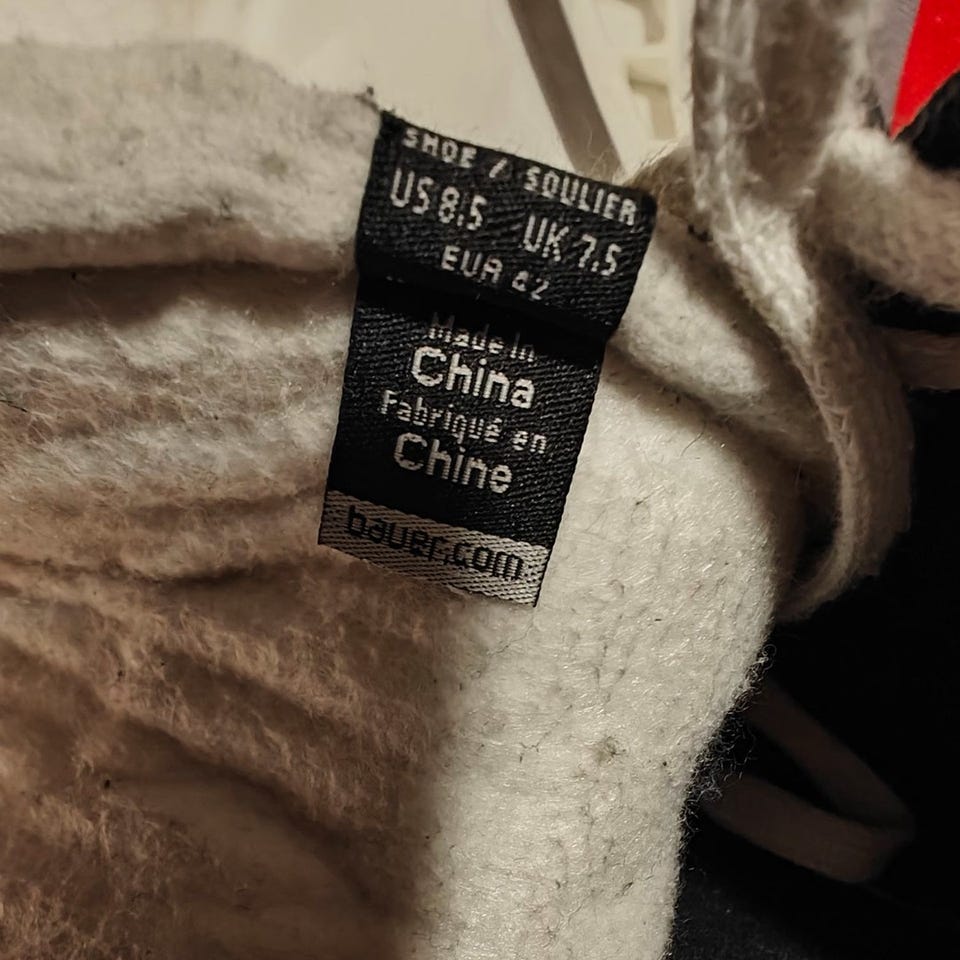 SHOE / SOULIER
US 8.5 UK 7.5
EUR 42
Made in
China
Fabriqué en
Chine
bauer.com